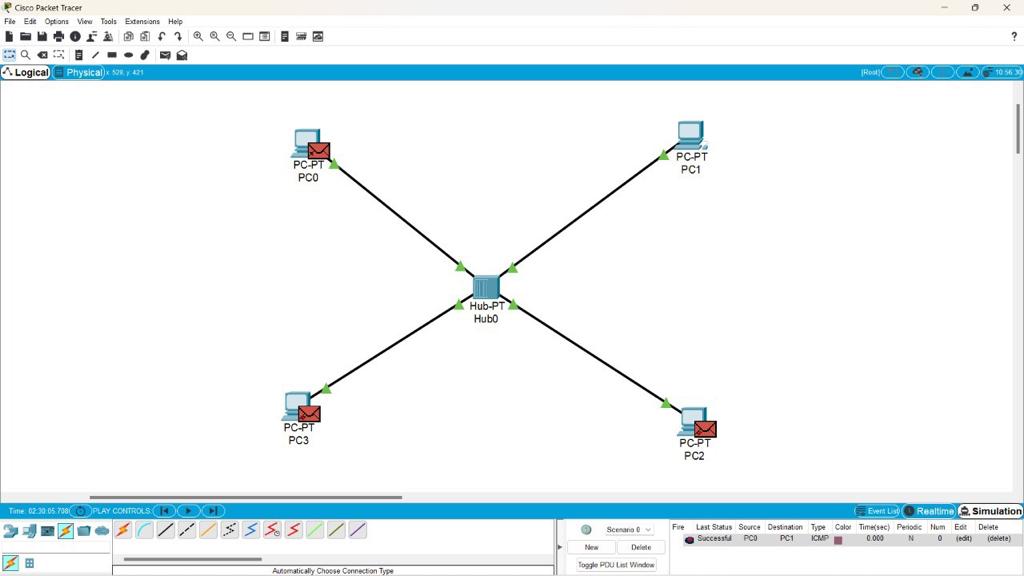 Cisco Packet Tracer
File Edit Options View Tools Extensions Help
?
Logical Physical x: 528, y: 421 [Root] 10:56:30
PC-PT
PC0
PC-PT
PC1
Hub-PT
Hub0
PC-PT
PC3
PC-PT
PC2
Time: 02:30:05.708 PLAY CONTROLS: Event List Realtime Simulation
Scenario 0
New Delete
Toggle PDU List Window
Fire Last Status Source Destination Type Color Time(sec) Periodic Num Edit Delete
Successful PC0 PC1 ICMP 0.000 N 0 (edit) (delete)
Automatically Choose Connection Type